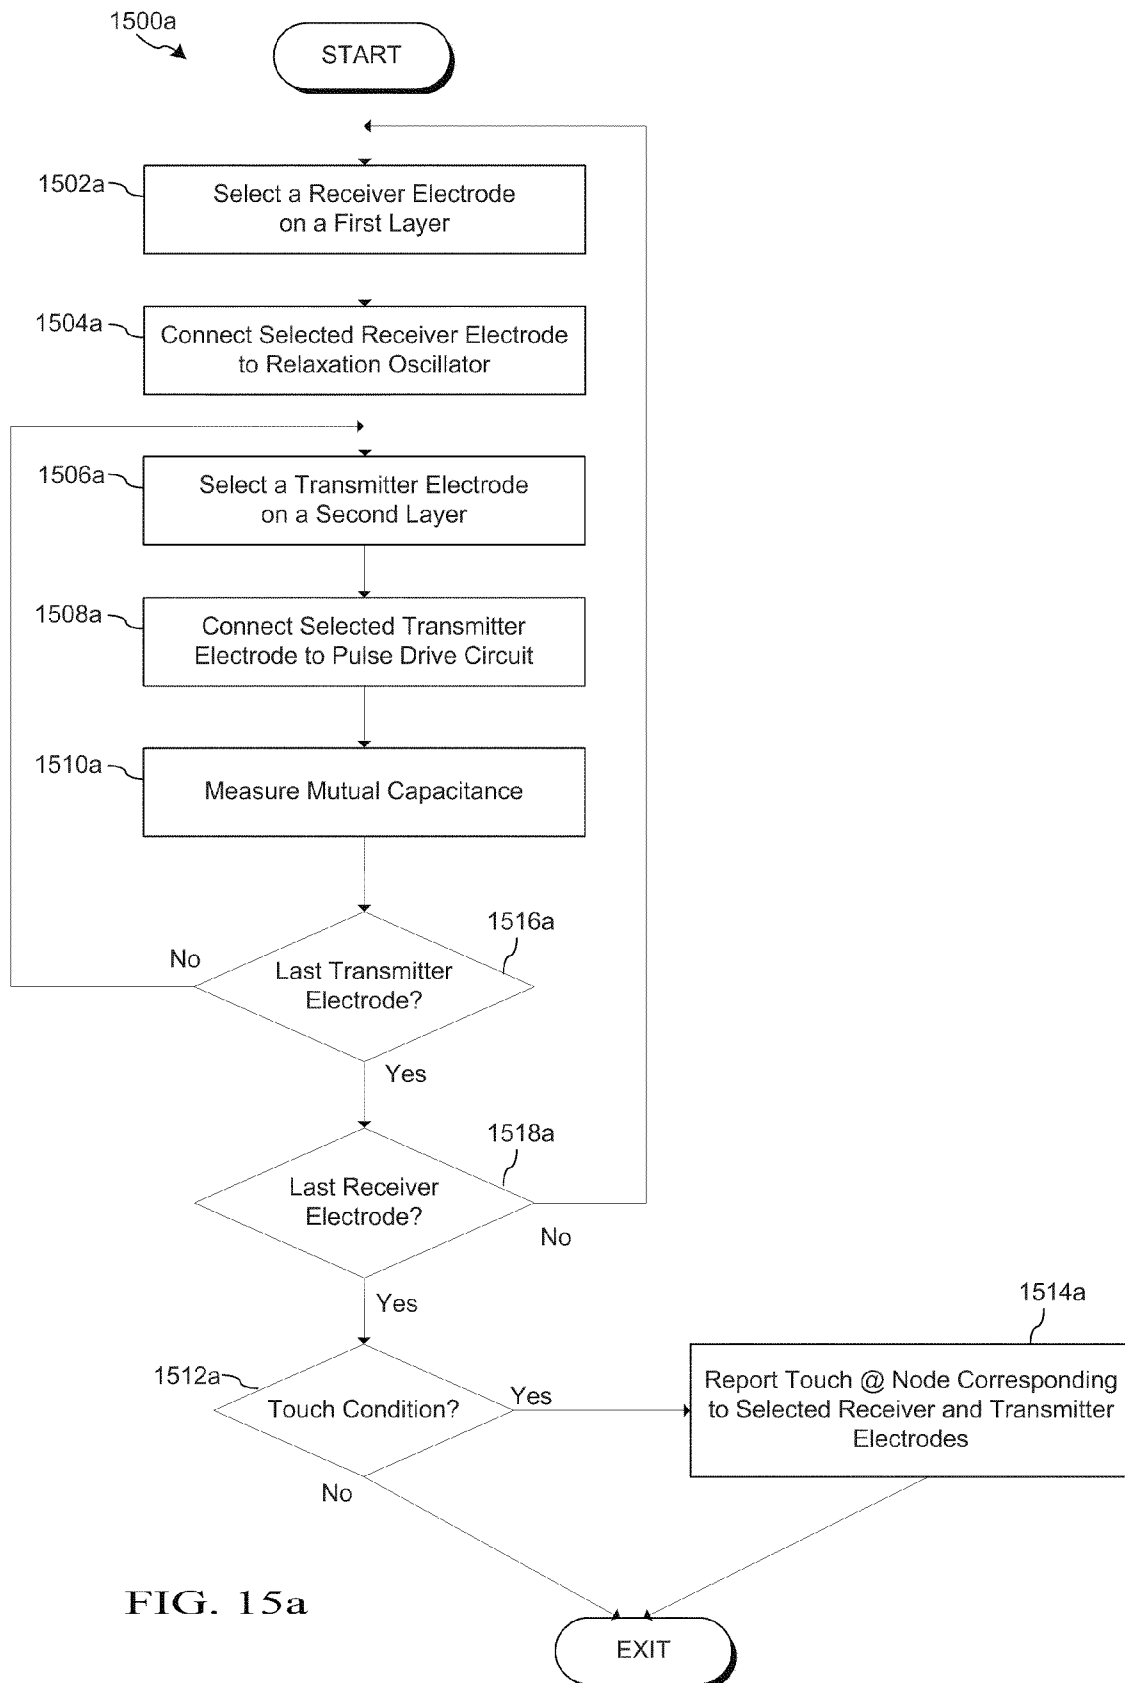 1500a
START
1502a
Select a Receiver Electrode
on a First Layer
1504a
Connect Selected Receiver Electrode
to Relaxation Oscillator
1506a
Select a Transmitter Electrode
on a Second Layer
1508a
Connect Selected Transmitter
Electrode to Pulse Drive Circuit
1510a
Measure Mutual Capacitance
1516a
No
Last Transmitter
Electrode?
Yes
1518a
Last Receiver
Electrode?
No
Yes
1514a
1512a
Touch Condition?
Yes
Report Touch @ Node Corresponding
to Selected Receiver and Transmitter
Electrodes
No
FIG. 15a
EXIT